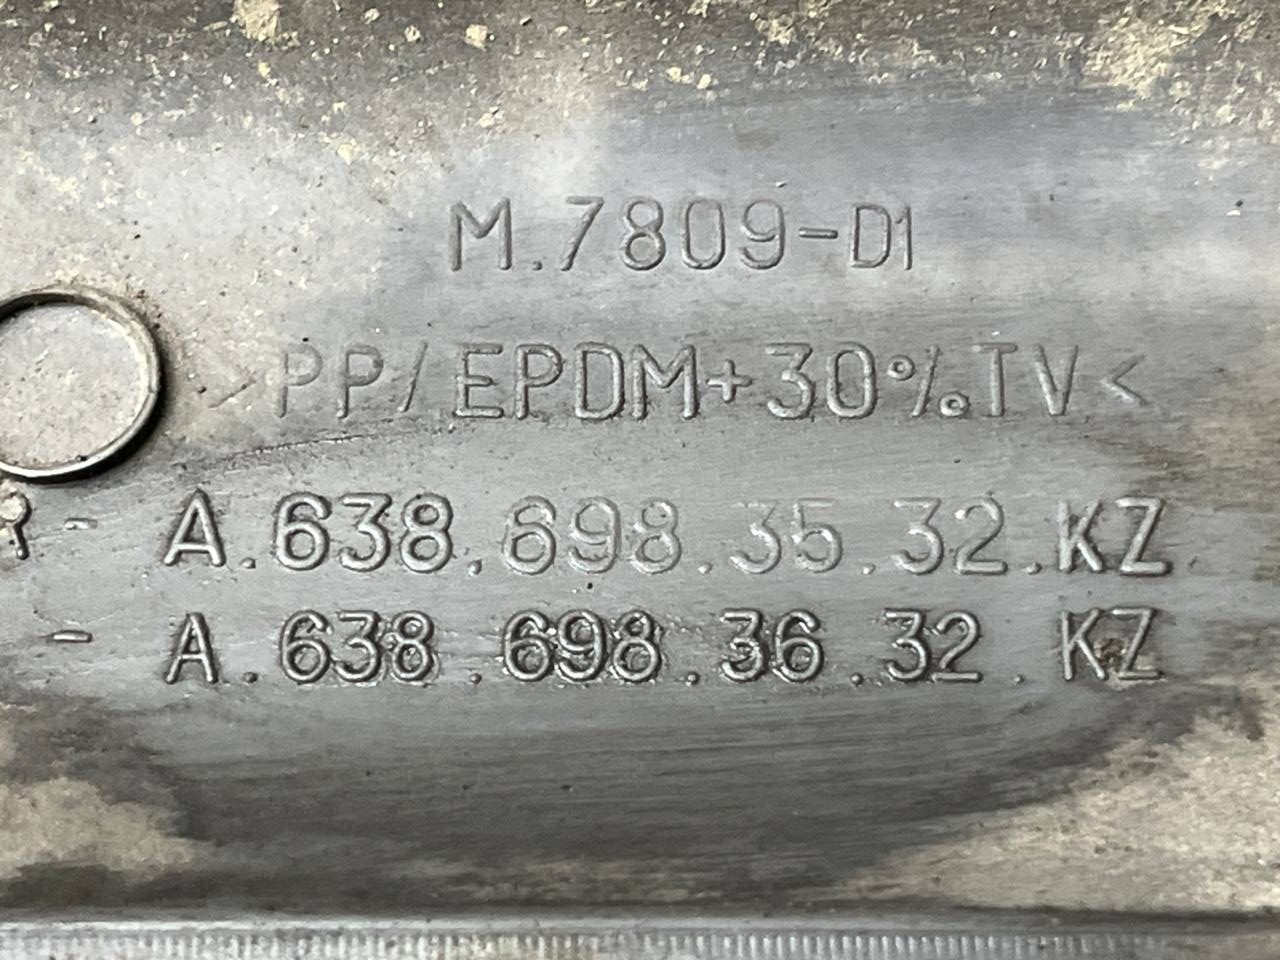 M.7809-D1
>PP/EPDM+30%.TV<
- A.638.698.35.32.KZ
- A.638.698.36.32.KZ